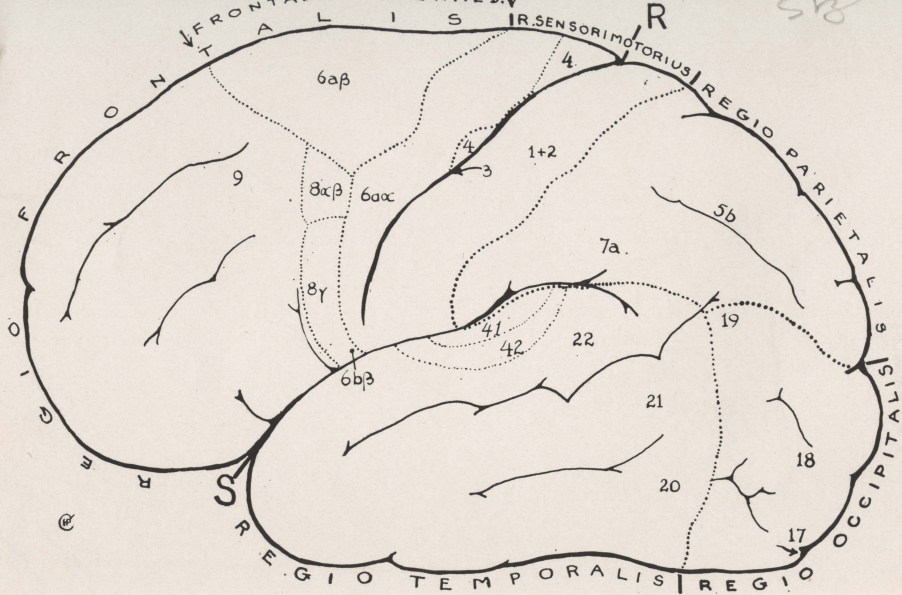 FRONTAL
REGIO FRONTALIS
R. SENSORIMOTORIUS
R
REGIO PARIETALIS
REGIO OCCIPITALIS
REGIO TEMPORALIS
S
6aβ
4
4
3
1+2
9
8αβ
6aα
5b
7a
8γ
41
42
22
19
6bβ
21
18
20
17